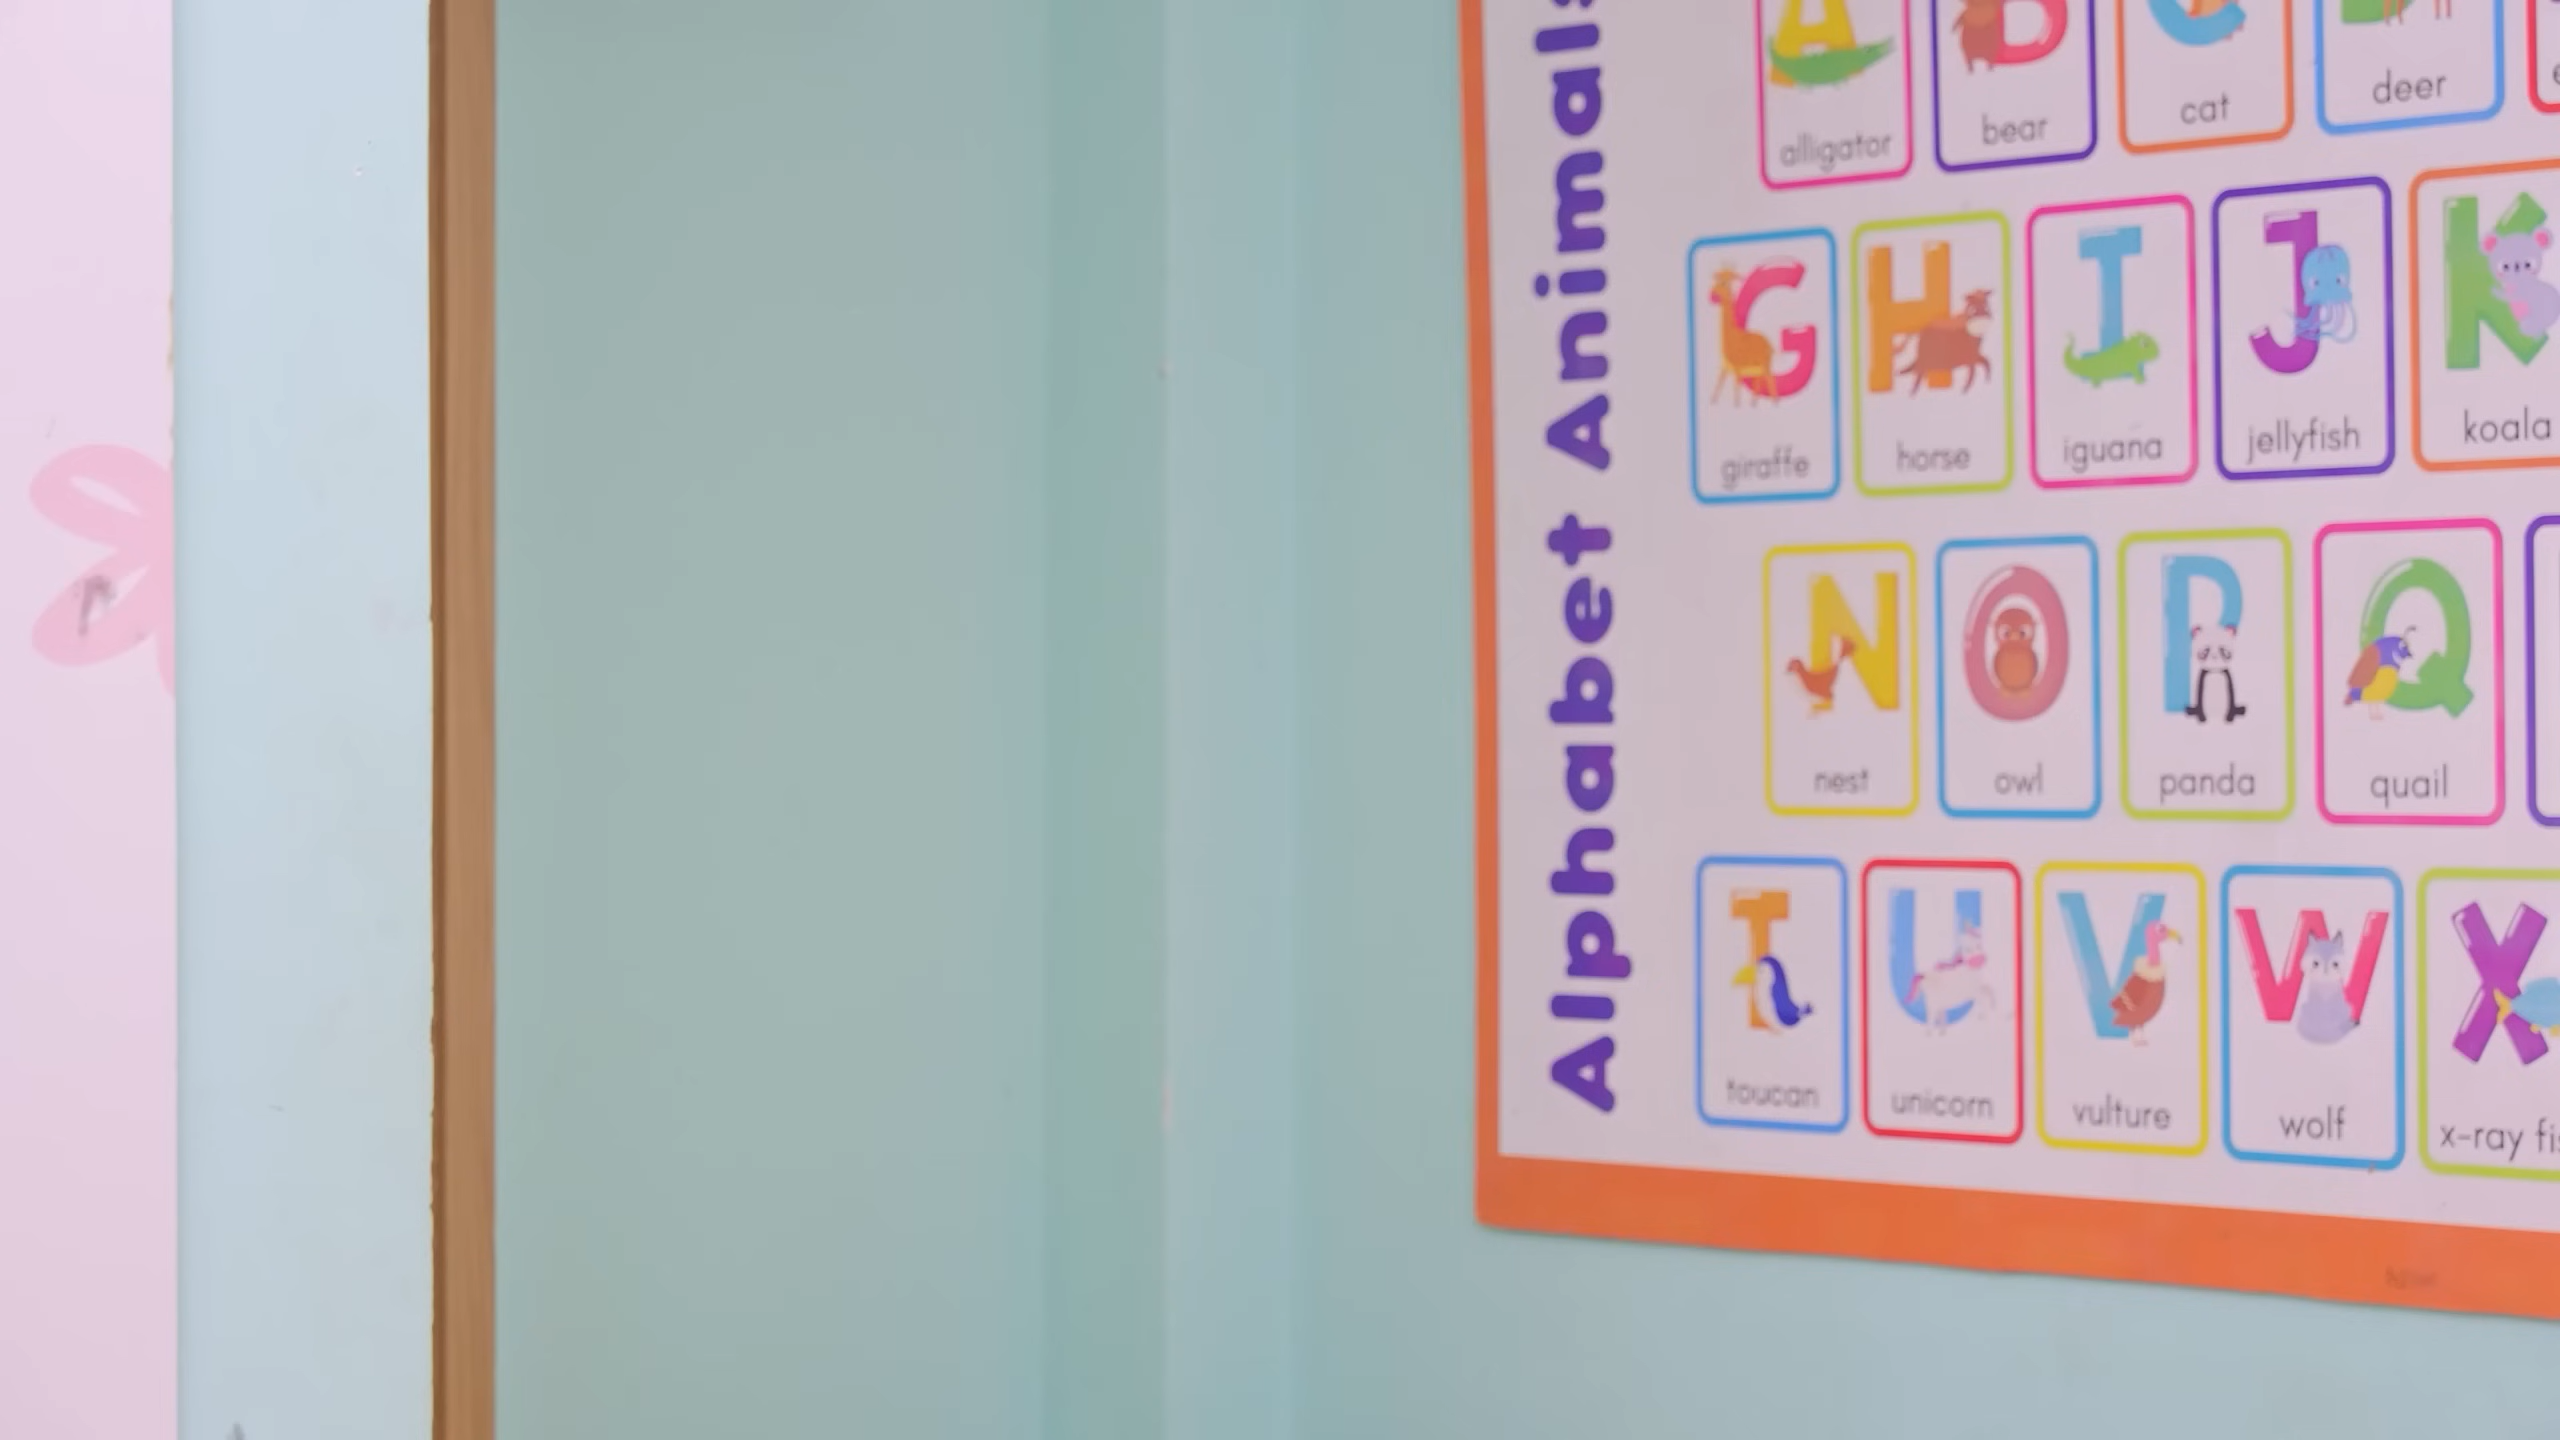 Alphabet Animals
A B C
alligator bear cat deer
G H I J K
giraffe horse iguana jellyfish koala
N O P Q
nest owl panda quail
T U V W X
toucan unicorn vulture wolf x-ray